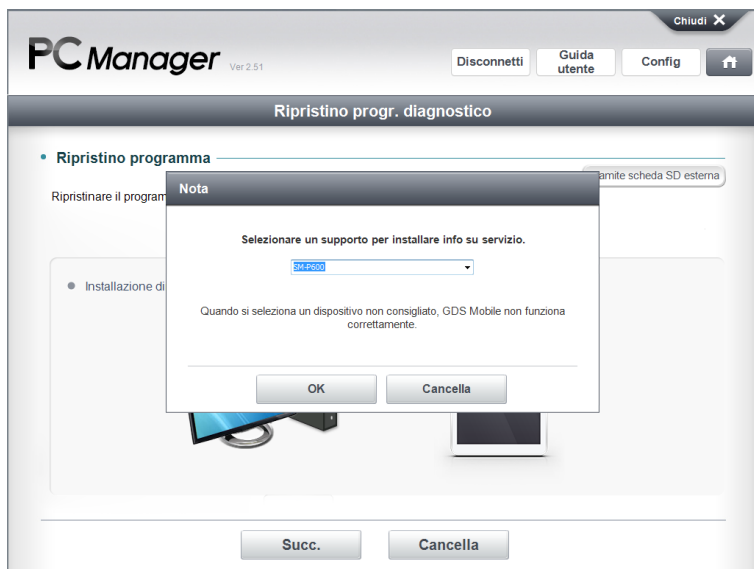 Chiudi X
PC Manager Ver 2.51
Disconnetti
Guida utente
Config
Ripristino progr. diagnostico
Ripristino programma
Ripristinare il program
amite scheda SD esterna
Nota
Selezionare un supporto per installare info su servizio.
SM-P600
Installazione di
Quando si seleziona un dispositivo non consigliato, GDS Mobile non funziona
correttamente.
OK
Cancella
Succ.
Cancella